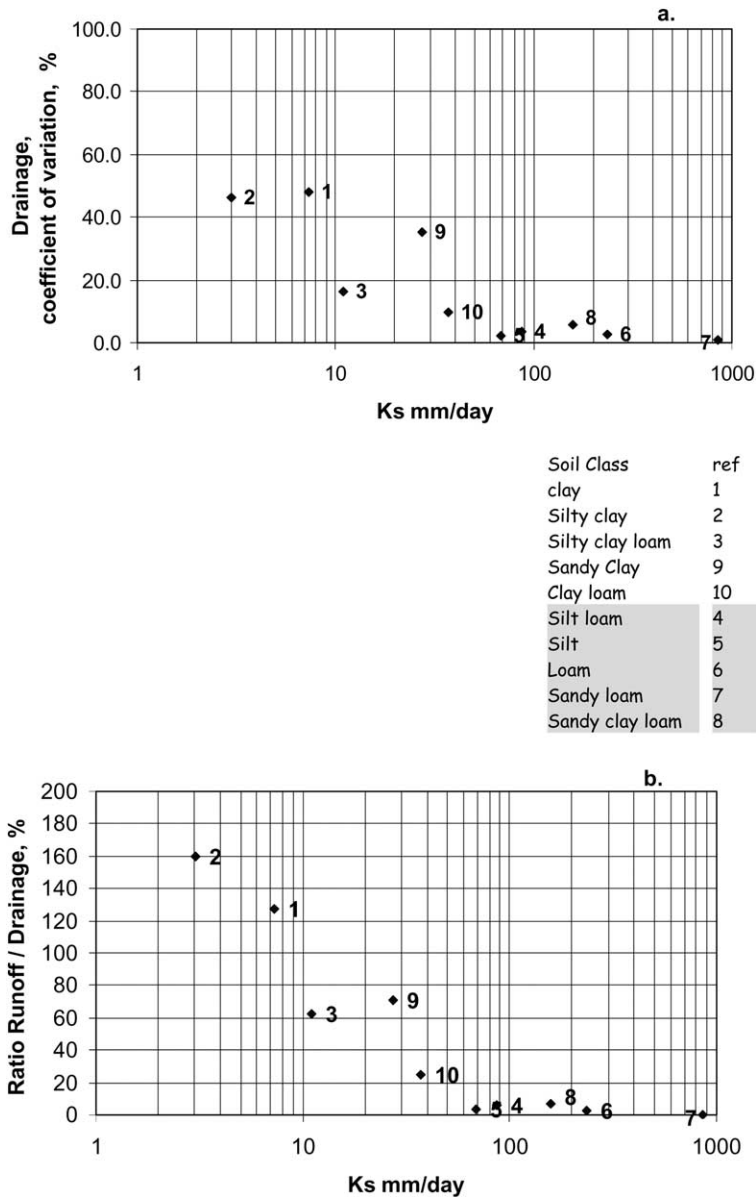 a.
Drainage,
coefficient of variation, %
100.0
80.0
60.0
40.0
20.0
0.0
2
1
9
3
10
5
4
8
6
7
1 10 100 1000
Ks mm/day
Soil Class ref
clay 1
Silty clay 2
Silty clay loam 3
Sandy Clay 9
Clay loam 10
Silt loam 4
Silt 5
Loam 6
Sandy loam 7
Sandy clay loam 8
b.
Ratio Runoff / Drainage, %
200
180
160
140
120
100
80
60
40
20
0
2
1
3
9
10
5
4
8
6
7
1 10 100 1000
Ks mm/day